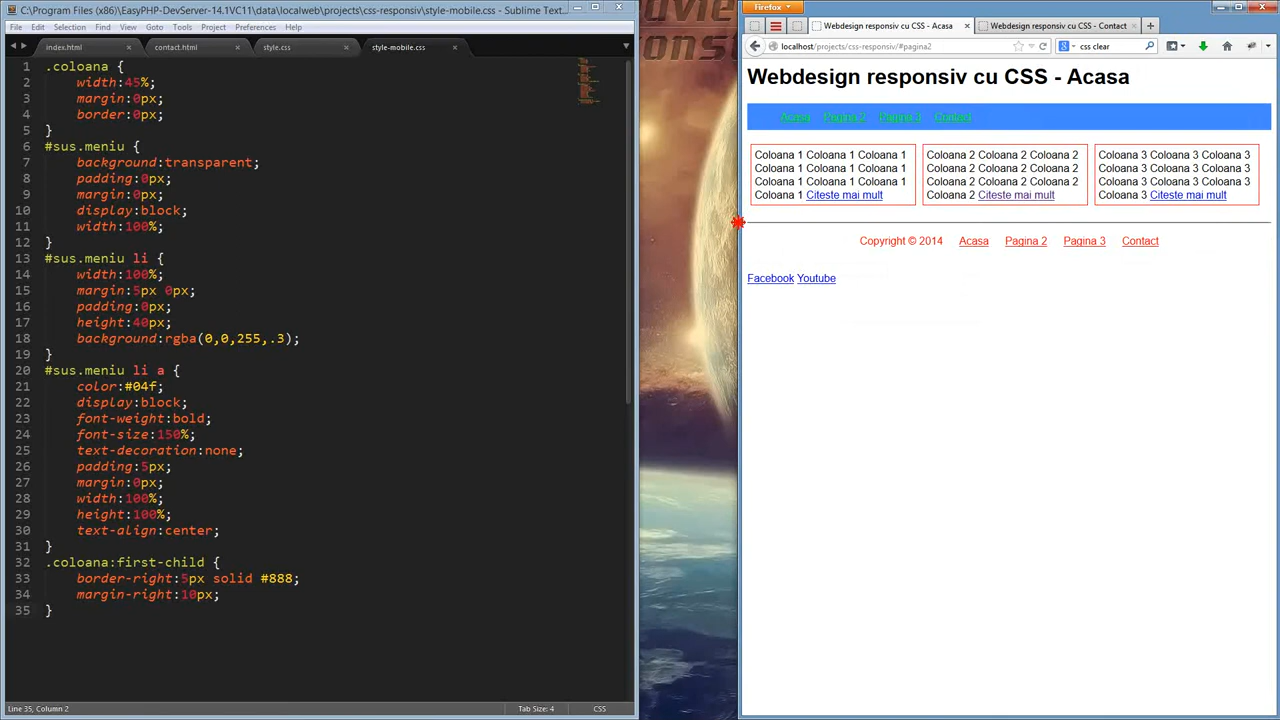 C:\Program Files (x86)\EasyPHP-DevServer-14.1VC11\data\localweb\projects\css-responsiv\style-mobile.css - Sublime Text...
File Edit Selection Find View Goto Tools Project Preferences Help
index.html × contact.html × style.css × style-mobile.css ×
1 .coloana {
2 width:45%;
3 margin:0px;
4 border:0px;
5 }
6 #sus.meniu {
7 background:transparent;
8 padding:0px;
9 margin:0px;
10 display:block;
11 width:100%;
12 }
13 #sus.meniu li {
14 width:100%;
15 margin:5px 0px;
16 padding:0px;
17 height:40px;
18 background:rgba(0,0,255,.3);
19 }
20 #sus.meniu li a {
21 color:#04f;
22 display:block;
23 font-weight:bold;
24 font-size:150%;
25 text-decoration:none;
26 padding:5px;
27 margin:0px;
28 width:100%;
29 height:100%;
30 text-align:center;
31 }
32 .coloana:first-child {
33 border-right:5px solid #888;
34 margin-right:10px;
35 }
Line 35, Column 2 Tab Size: 4 CSS
Firefox
Webdesign responsiv cu CSS - Acasa × Webdesign responsiv cu CSS - Contact ×
localhost/projects/css-responsiv/#pagina2 css clear
Webdesign responsiv cu CSS - Acasa
Acasa Pagina 2 Pagina 3 Contact
Coloana 1 Coloana 1 Coloana 1
Coloana 1 Coloana 1 Coloana 1
Coloana 1 Coloana 1 Coloana 1
Coloana 1 Citeste mai mult
Coloana 2 Coloana 2 Coloana 2
Coloana 2 Coloana 2 Coloana 2
Coloana 2 Coloana 2 Coloana 2
Coloana 2 Citeste mai mult
Coloana 3 Coloana 3 Coloana 3
Coloana 3 Coloana 3 Coloana 3
Coloana 3 Coloana 3 Coloana 3
Coloana 3 Citeste mai mult
Copyright © 2014 Acasa Pagina 2 Pagina 3 Contact
Facebook Youtube